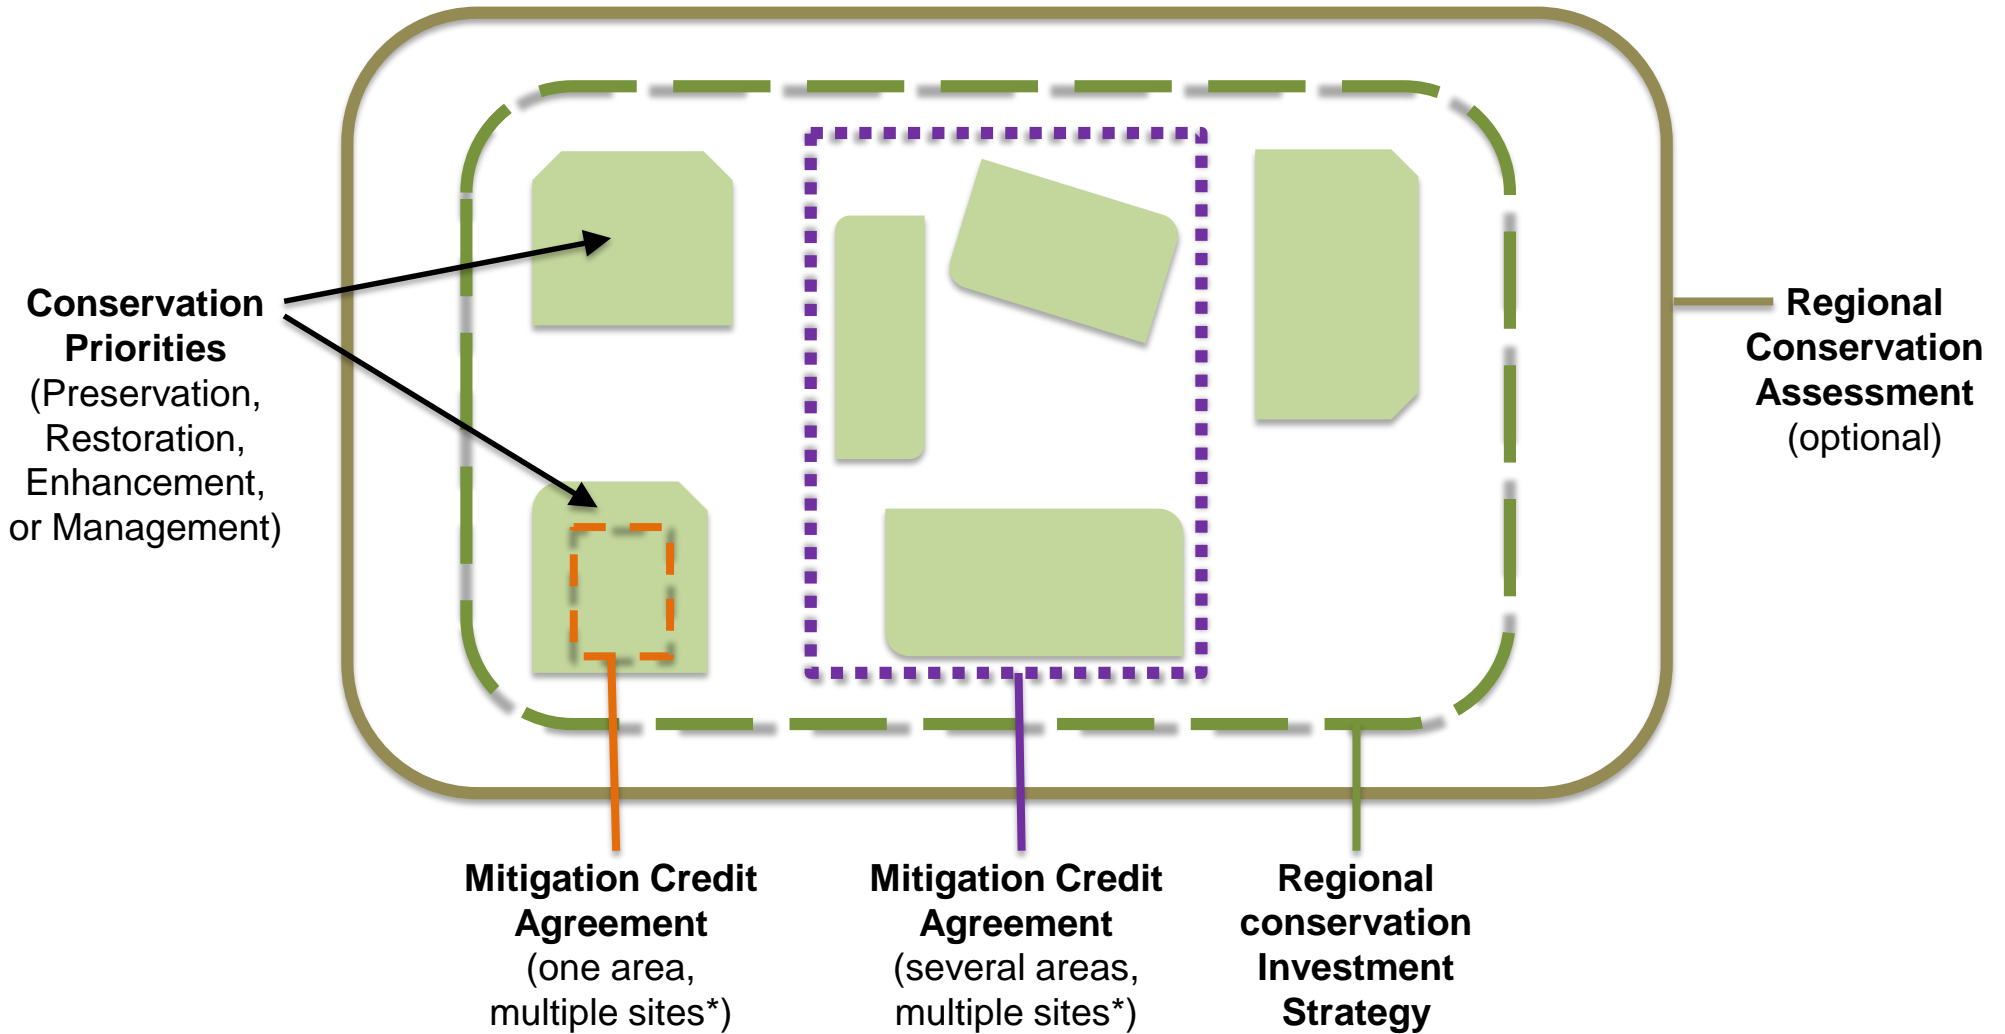 Conservation
Priorities
(Preservation,
Restoration,
Enhancement,
or Management)
Regional
Conservation
Assessment
(optional)
Mitigation Credit
Agreement
(one area,
multiple sites*)
Mitigation Credit
Agreement
(several areas,
multiple sites*)
Regional
conservation
Investment
Strategy